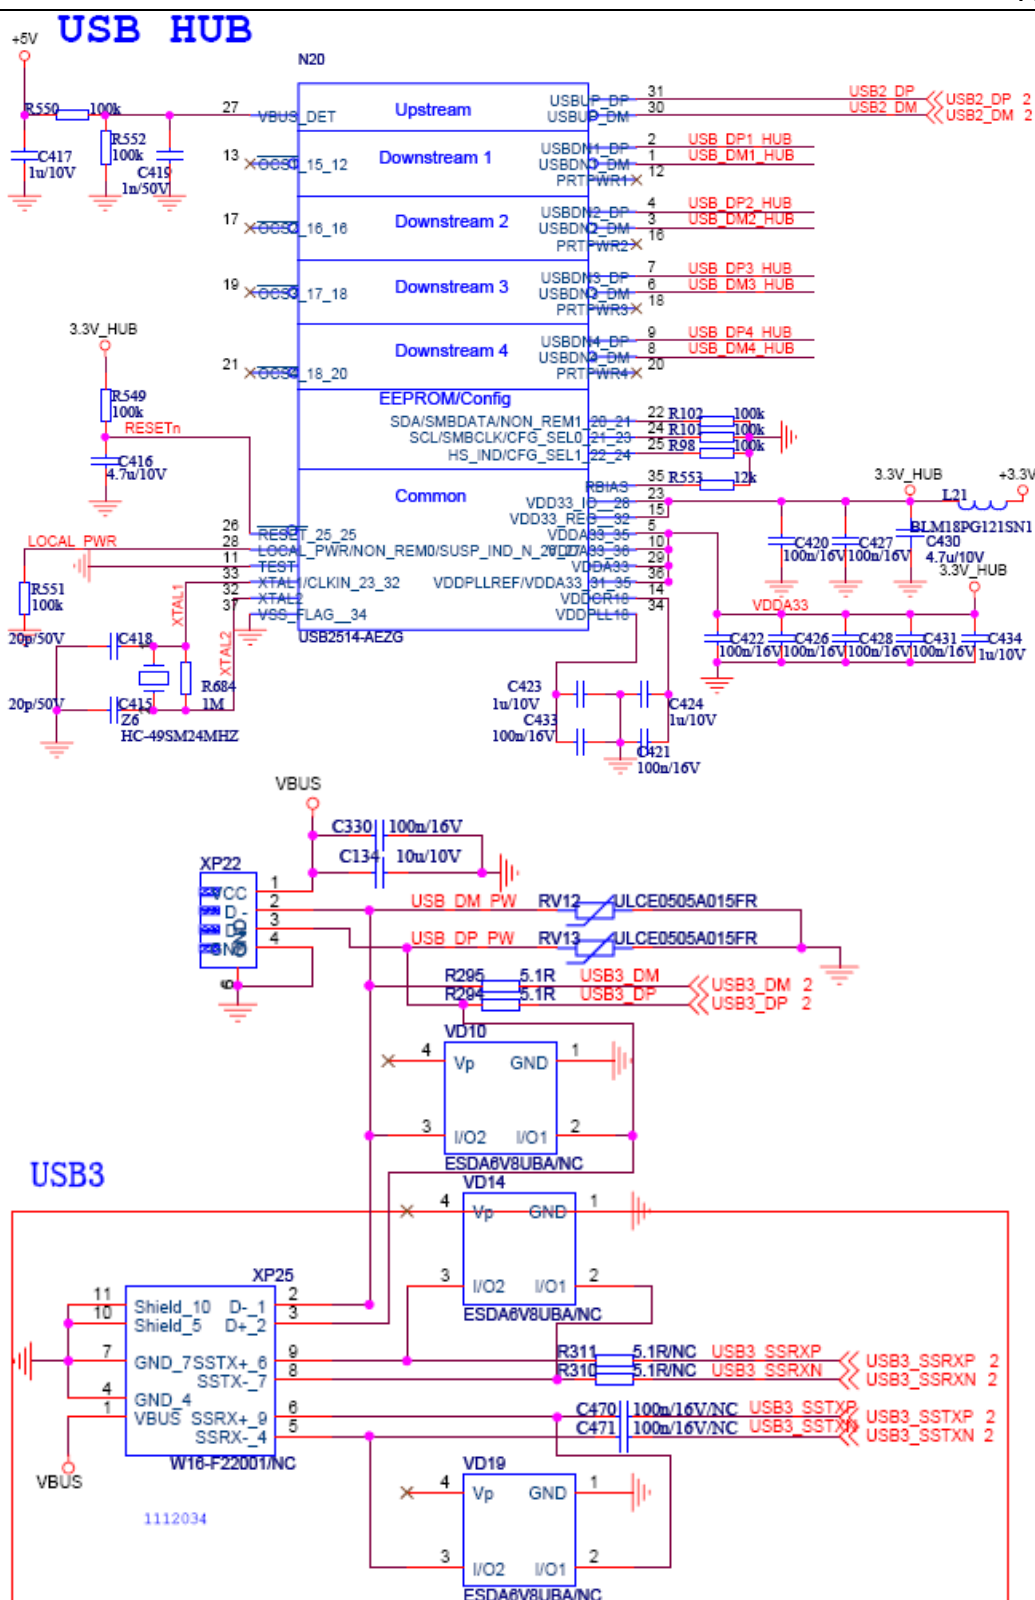 USB HUB
+5V
N20
R550 100k
27
VBUS_DET
Upstream
USBUP_DP
USBUP_DM
31
30
USB2_DP
USB2_DM
USB2_DP 2
USB2_DM 2
C417
1u/10V
R552
100k
C419
1n/50V
13
OCS1_15_12
Downstream 1
USBDN1_DP
USBDN1_DM
PRTPWR1
2
1
12
USB_DP1_HUB
USB_DM1_HUB
17
OCS2_16_16
Downstream 2
USBDN2_DP
USBDN2_DM
PRTPWR2
4
3
16
USB_DP2_HUB
USB_DM2_HUB
19
OCS3_17_18
Downstream 3
USBDN3_DP
USBDN3_DM
PRTPWR3
7
6
18
USB_DP3_HUB
USB_DM3_HUB
21
OCS4_18_20
Downstream 4
USBDN4_DP
USBDN4_DM
PRTPWR4
9
8
20
USB_DP4_HUB
USB_DM4_HUB
3.3V_HUB
R549
100k
RESETn
C416
4.7u/10V
EEPROM/Config
SDA/SMBDATA/NON_REM1_20_21
SCL/SMBCLK/CFG_SEL0_21_23
HS_IND/CFG_SEL1_22_24
22 R102 100k
24 R101 100k
25 R98 100k
Common
RBIAS
VDD33_IO__28
VDD33_REG__32
VDDA33_35
VDDA33_36
VDDA33
VDDPLLREF/VDDA33_31_35
VDDCR18
VDDPLL18
35 R553 12k
23
15
5
10
29
36
14
34
26
28
11
33
32
37
RESET_25_25
LOCAL_PWR/NON_REM0/SUSP_IND_N_26_27
TEST
XTAL1/CLKIN_23_32
XTAL2
VSS_FLAG__34
USB2514-AEZG
LOCAL_PWR
R551
100k
XTAL1
XTAL2
20p/50V C418
20p/50V C415
R684
1M
Z6
HC-49SM24MHZ
3.3V_HUB
L21
+3.3V
BLM18PG121SN1
C420
100n/16V
C427
100n/16V
C430
4.7u/10V
3.3V_HUB
VDDA33
C422
100n/16V
C426
100n/16V
C428
100n/16V
C431
100n/16V
C434
1u/10V
C423
1u/10V
C433
100n/16V
C424
1u/10V
C421
100n/16V
VBUS
C330 100n/16V
C134 10u/10V
XP22
VCC
D-
GND
1
2
3
4
6
USB_DM_PW
RV12 ULCE0505A015FR
USB_DP_PW
RV13 ULCE0505A015FR
R295 5.1R USB3_DM
R294 5.1R USB3_DP
USB3_DM 2
USB3_DP 2
VD10
4 Vp GND 1
3 I/O2 I/O1 2
ESDA6V8UBA/NC
USB3
VD14
4 Vp GND 1
3 I/O2 I/O1 2
ESDA6V8UBA/NC
XP25
11 Shield_10 D-_1 2
10 Shield_5 D+_2 3
7 GND_7 SSTX+_6 9
SSTX-_7 8
4 GND_4
1 VBUS SSRX+_9 6
SSRX-_4 5
W16-F22001/NC
VBUS
1112034
R311 5.1R/NC USB3_SSRXP
R310 5.1R/NC USB3_SSRXN
USB3_SSRXP 2
USB3_SSRXN 2
C470 100n/16V/NC USB3_SSTXP
C471 100n/16V/NC USB3_SSTXN
USB3_SSTXP 2
USB3_SSTXN 2
VD19
4 Vp GND 1
3 I/O2 I/O1 2
ESDA6V8UBA/NC